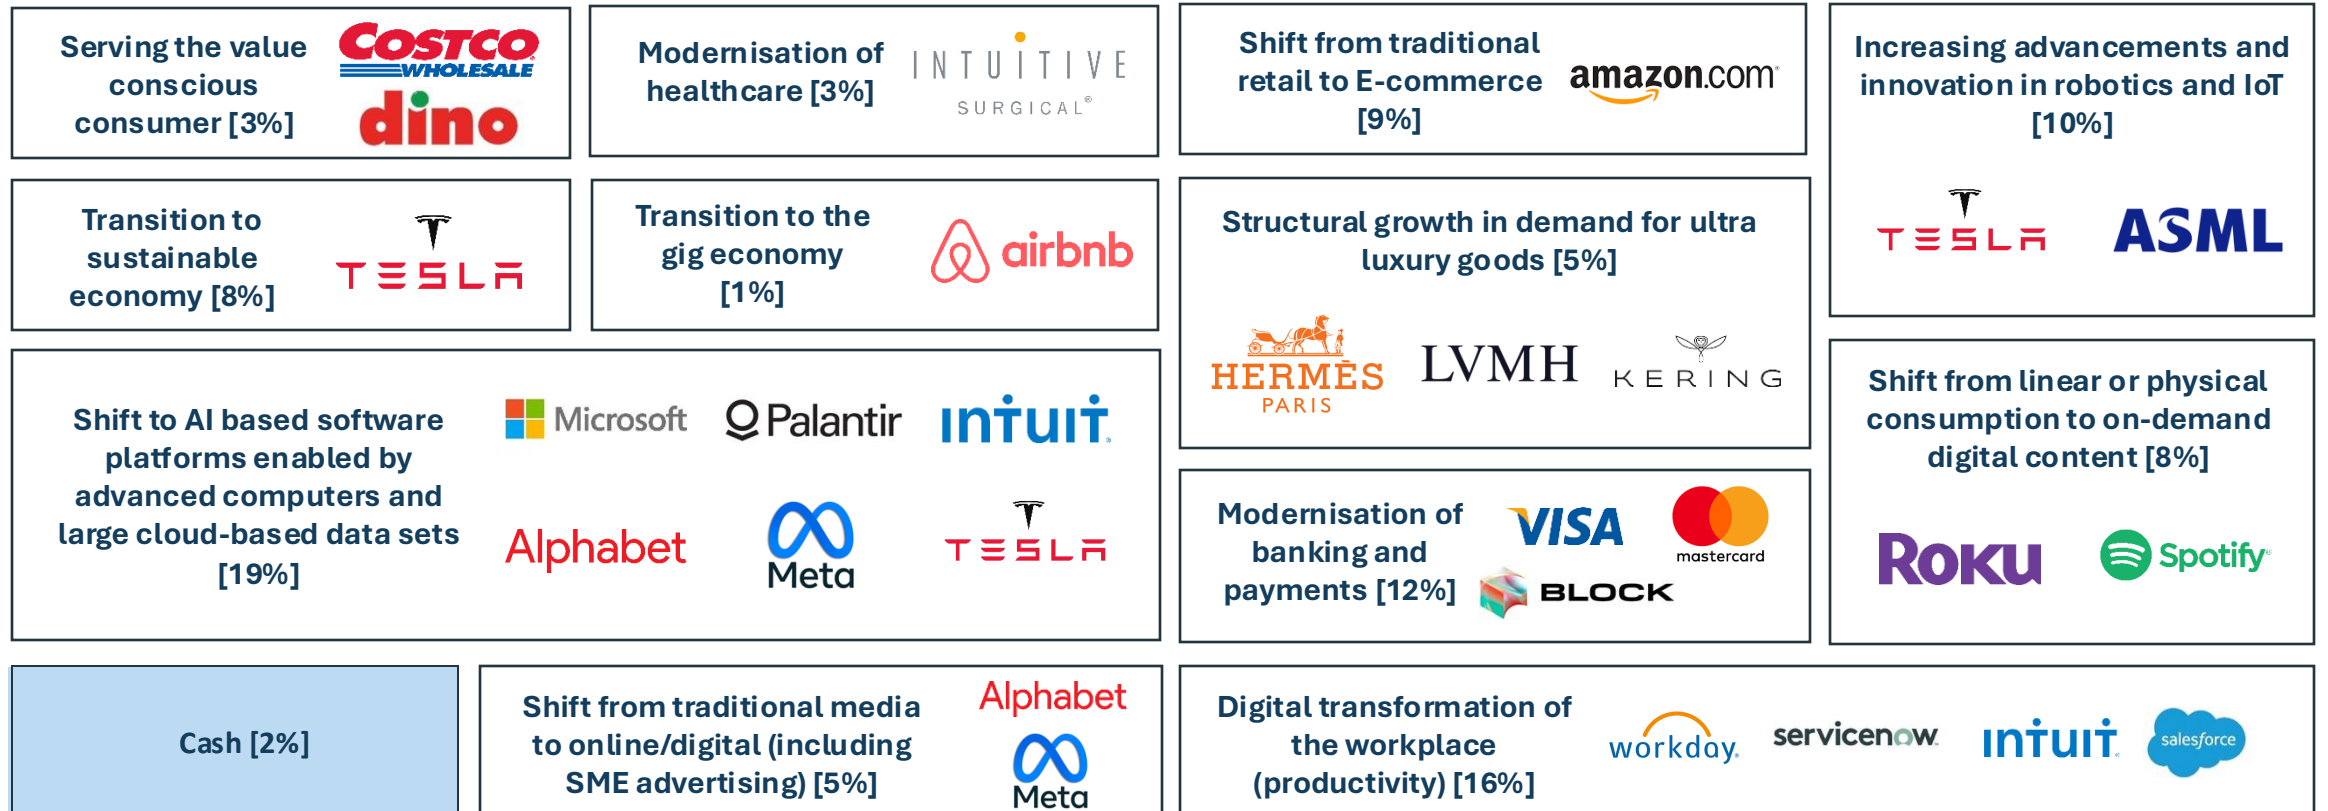 Serving the value
conscious
consumer [3%]
COSTCO
WHOLESALE
dino
Modernisation of
healthcare [3%]
INTUITIVE
SURGICAL®
Shift from traditional
retail to E-commerce
[9%]
amazon.com
Increasing advancements and
innovation in robotics and IoT
[10%]
TESLA
ASML
Transition to
sustainable
economy [8%]
TESLA
Transition to the
gig economy
[1%]
airbnb
Structural growth in demand for ultra
luxury goods [5%]
HERMÈS
PARIS
LVMH
KERING
Shift to AI based software
platforms enabled by
advanced computers and
large cloud-based data sets
[19%]
Microsoft
Palantir
INTUIT
Alphabet
Meta
TESLA
Modernisation of
banking and
payments [12%]
VISA
mastercard
BLOCK
Shift from linear or physical
consumption to on-demand
digital content [8%]
ROKU
Spotify®
Cash [2%]
Shift from traditional media
to online/digital (including
SME advertising) [5%]
Alphabet
Meta
Digital transformation of
the workplace
(productivity) [16%]
workday.
servicenow
INTUIT
salesforce